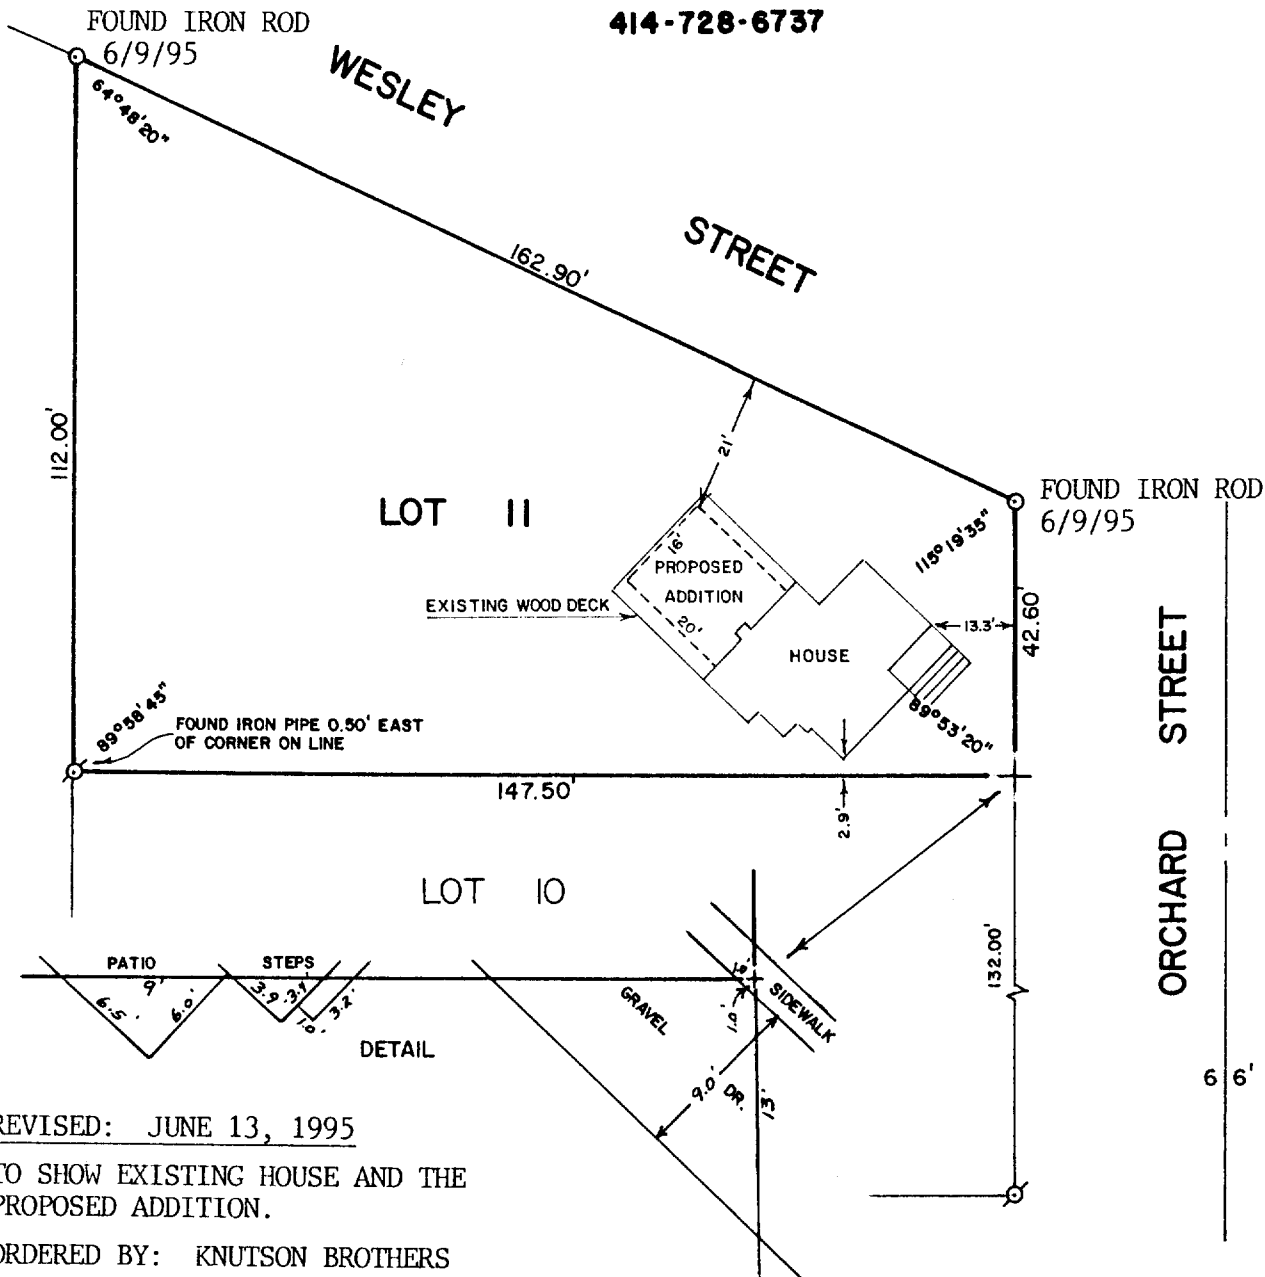 414-728-6737
FOUND IRON ROD
6/9/95
WESLEY
64°48'20"
STREET
162.90'
112.00'
21'
LOT 11
FOUND IRON ROD
6/9/95
115°19'35"
16'
PROPOSED
ADDITION
20'
EXISTING WOOD DECK
HOUSE
13.3'
42.60'
89°53'20"
89°58'45"
FOUND IRON PIPE 0.50' EAST
OF CORNER ON LINE
147.50'
2.9'
ORCHARD STREET
LOT 10
132.00'
66'
PATIO
9'
6.5'
6.0'
STEPS
3.9
3.4'
1.0'
3.2'
DETAIL
GRAVEL
DR.
SIDEWALK
1.0'
9.0'
13'
REVISED: JUNE 13, 1995
TO SHOW EXISTING HOUSE AND THE
PROPOSED ADDITION.
ORDERED BY: KNUTSON BROTHERS